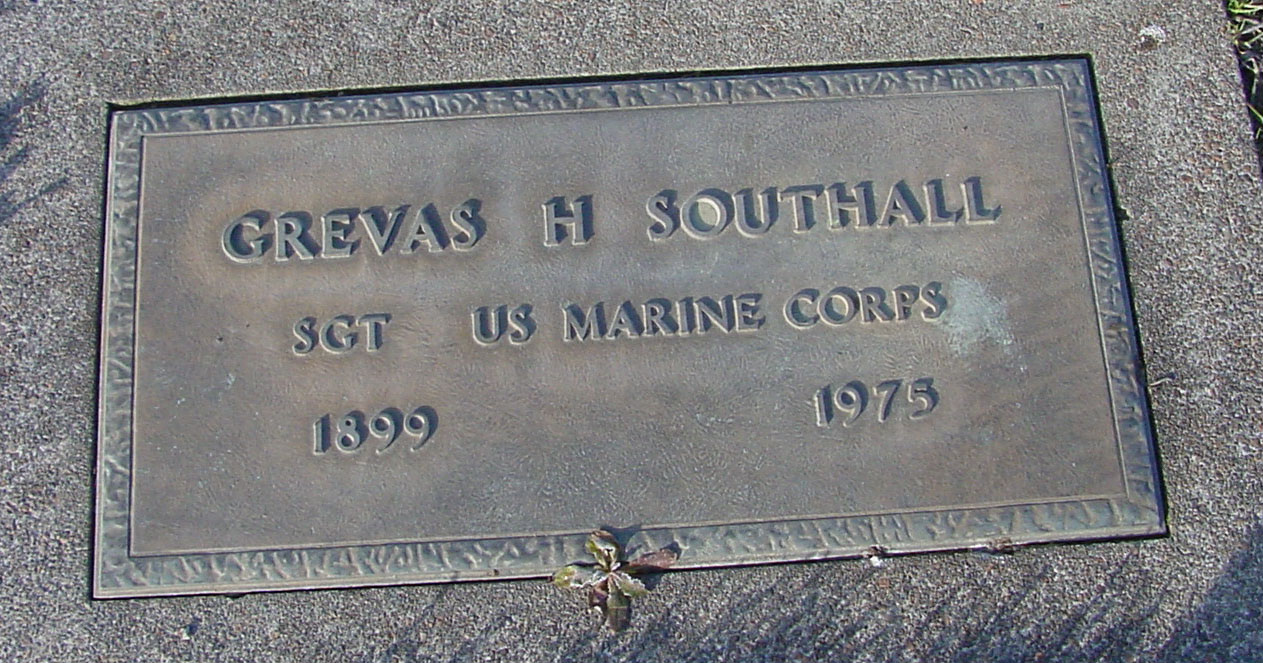 GREVAS H SOUTHALL
SGT US MARINE CORPS
1899 1975